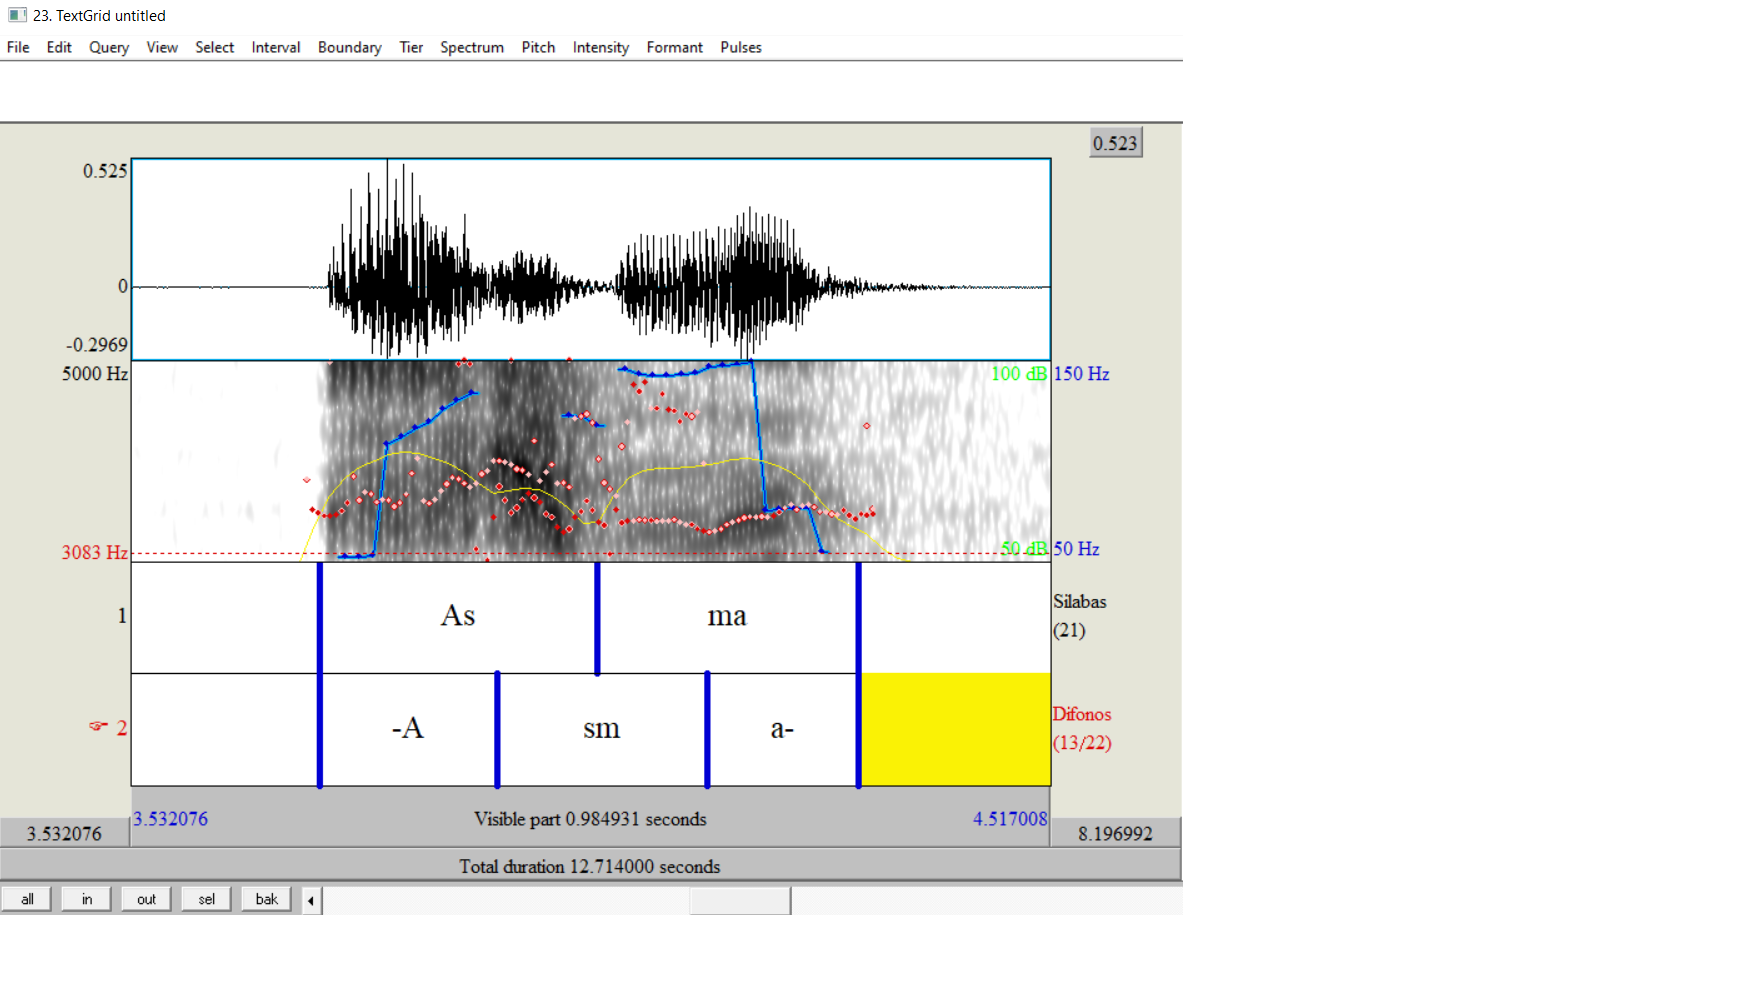 23. TextGrid untitled
File Edit Query View Select Interval Boundary Tier Spectrum Pitch Intensity Formant Pulses
0.523
0.525
0
-0.2969
5000 Hz
100 dB 150 Hz
3083 Hz
50 dB 50 Hz
1
As
ma
Silabas
(21)
2
-A
sm
a-
Difonos
(13/22)
3.532076
Visible part 0.984931 seconds
4.517008
3.532076
8.196992
Total duration 12.714000 seconds
all in out sel bak